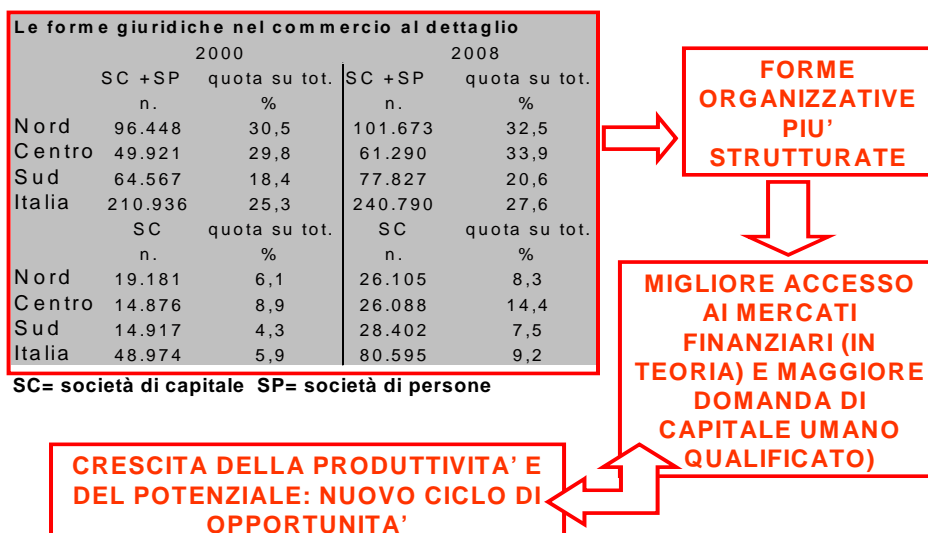 Le forme giuridiche nel commercio al dettaglio
2000 2008
SC +SP quota su tot. SC +SP quota su tot.
n. % n. %
Nord 96.448 30,5 101.673 32,5
Centro 49.921 29,8 61.290 33,9
Sud 64.567 18,4 77.827 20,6
Italia 210.936 25,3 240.790 27,6
SC quota su tot. SC quota su tot.
n. % n. %
Nord 19.181 6,1 26.105 8,3
Centro 14.876 8,9 26.088 14,4
Sud 14.917 4,3 28.402 7,5
Italia 48.974 5,9 80.595 9,2
SC= società di capitale SP= società di persone
FORME
ORGANIZZATIVE
PIU'
STRUTTURATE
MIGLIORE ACCESSO
AI MERCATI
FINANZIARI (IN
TEORIA) E MAGGIORE
DOMANDA DI
CAPITALE UMANO
QUALIFICATO)
CRESCITA DELLA PRODUTTIVITA' E
DEL POTENZIALE: NUOVO CICLO DI
OPPORTUNITA'